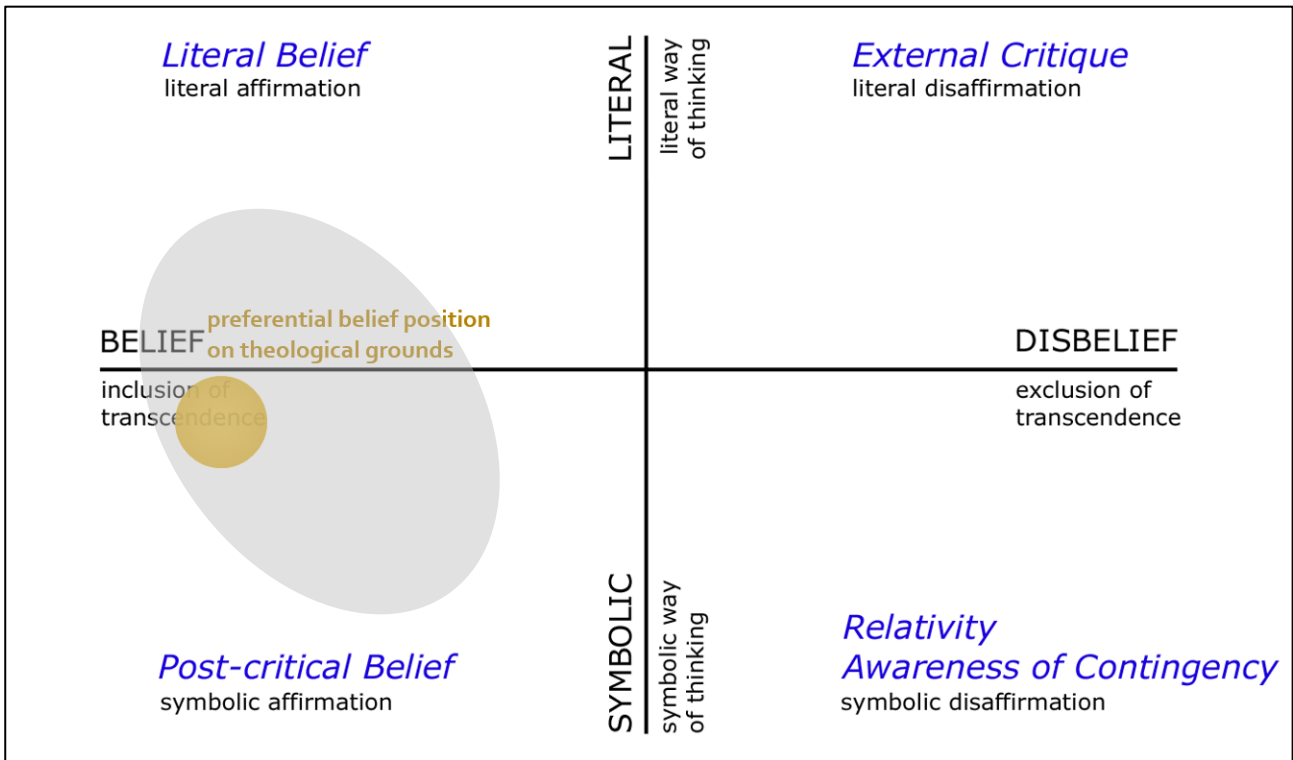 Literal Belief
literal affirmation
LITERAL
literal way
of thinking
External Critique
literal disaffirmation
preferential belief position
on theological grounds
BELIEF
inclusion of
transcendence
DISBELIEF
exclusion of
transcendence
Post-critical Belief
symbolic affirmation
SYMBOLIC
symbolic way
of thinking
Relativity
Awareness of Contingency
symbolic disaffirmation